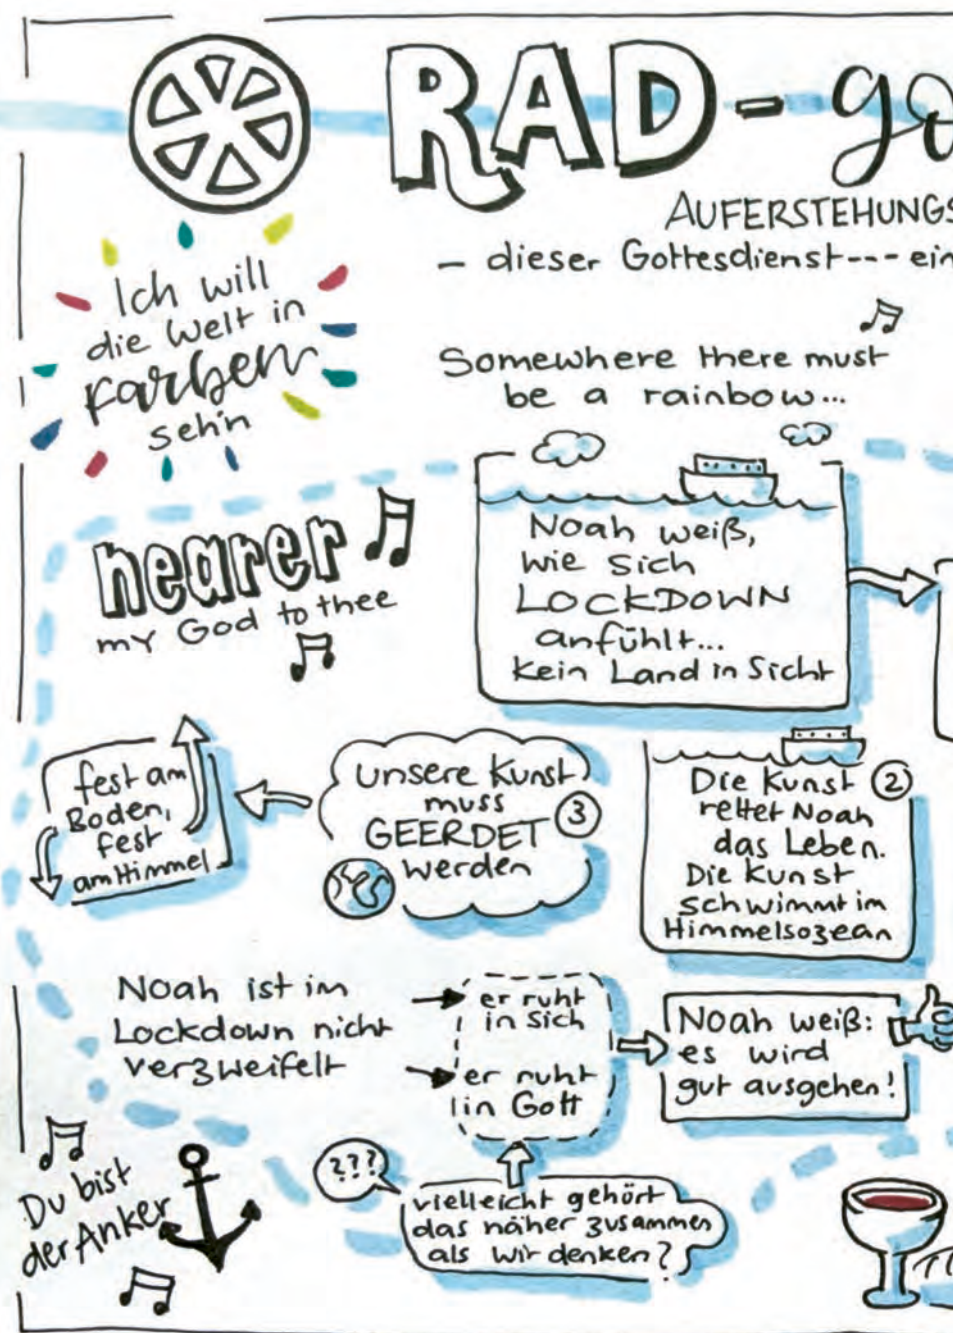 RAD-go
AUFERSTEHUNGS
- dieser Gottesdienst--- ein
Ich will
die Welt in
Farben
seh'n
Somewhere there must
be a rainbow...
nearer
my God to thee
Noah weiß,
wie sich
LOCKDOWN
anfühlt...
kein Land in Sicht
Die Kunst ②
rettet Noah
das Leben.
Die Kunst
schwimmt im
Himmelsozean
unsere Kunst
muss
GEERDET ③
werden
fest am
Boden,
fest
am Himmel
Noah ist im
Lockdown nicht
verzweifelt
er ruht
in sich
er ruht
in Gott
Noah weiß:
es wird
gut ausgehen!
???
vielleicht gehört
das näher zusammen
als wir denken?
Du bist
der Anker